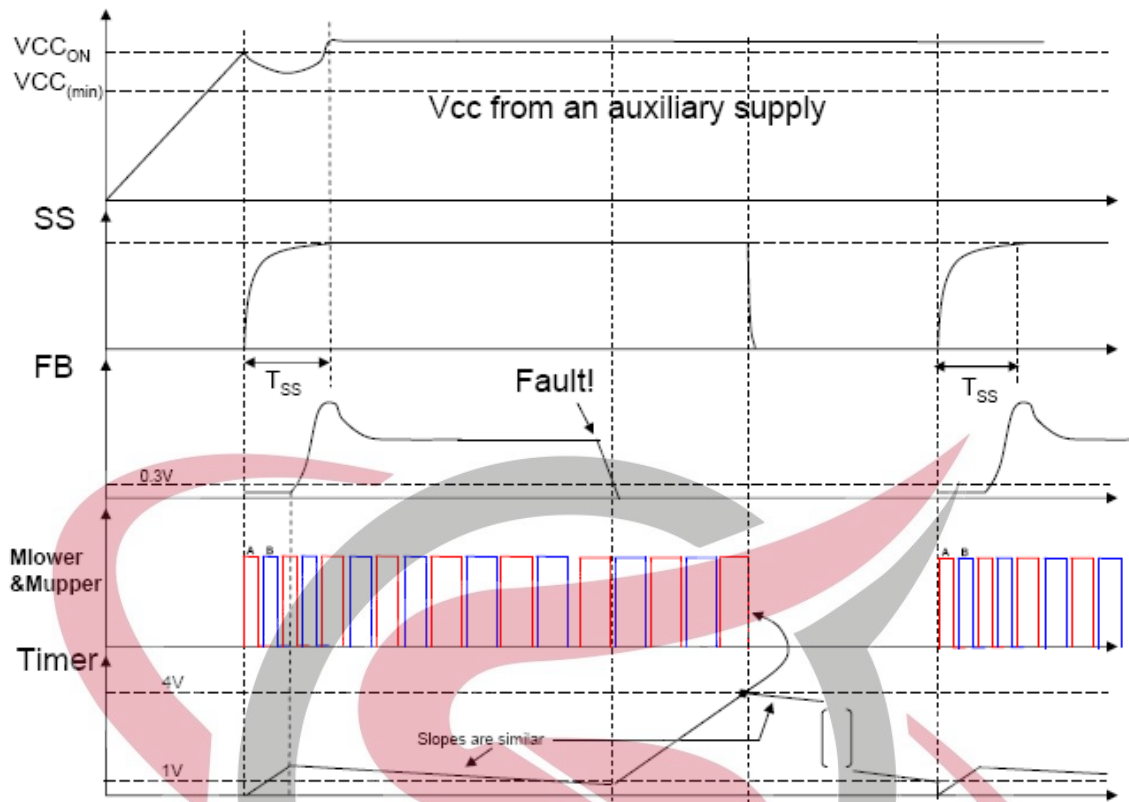 VCC_ON
VCC_(min)
Vcc from an auxiliary supply
SS
T_SS
T_SS
FB
Fault!
0.3V
Mlower
&Mupper
A B
A B
Timer
4V
Slopes are similar
1V